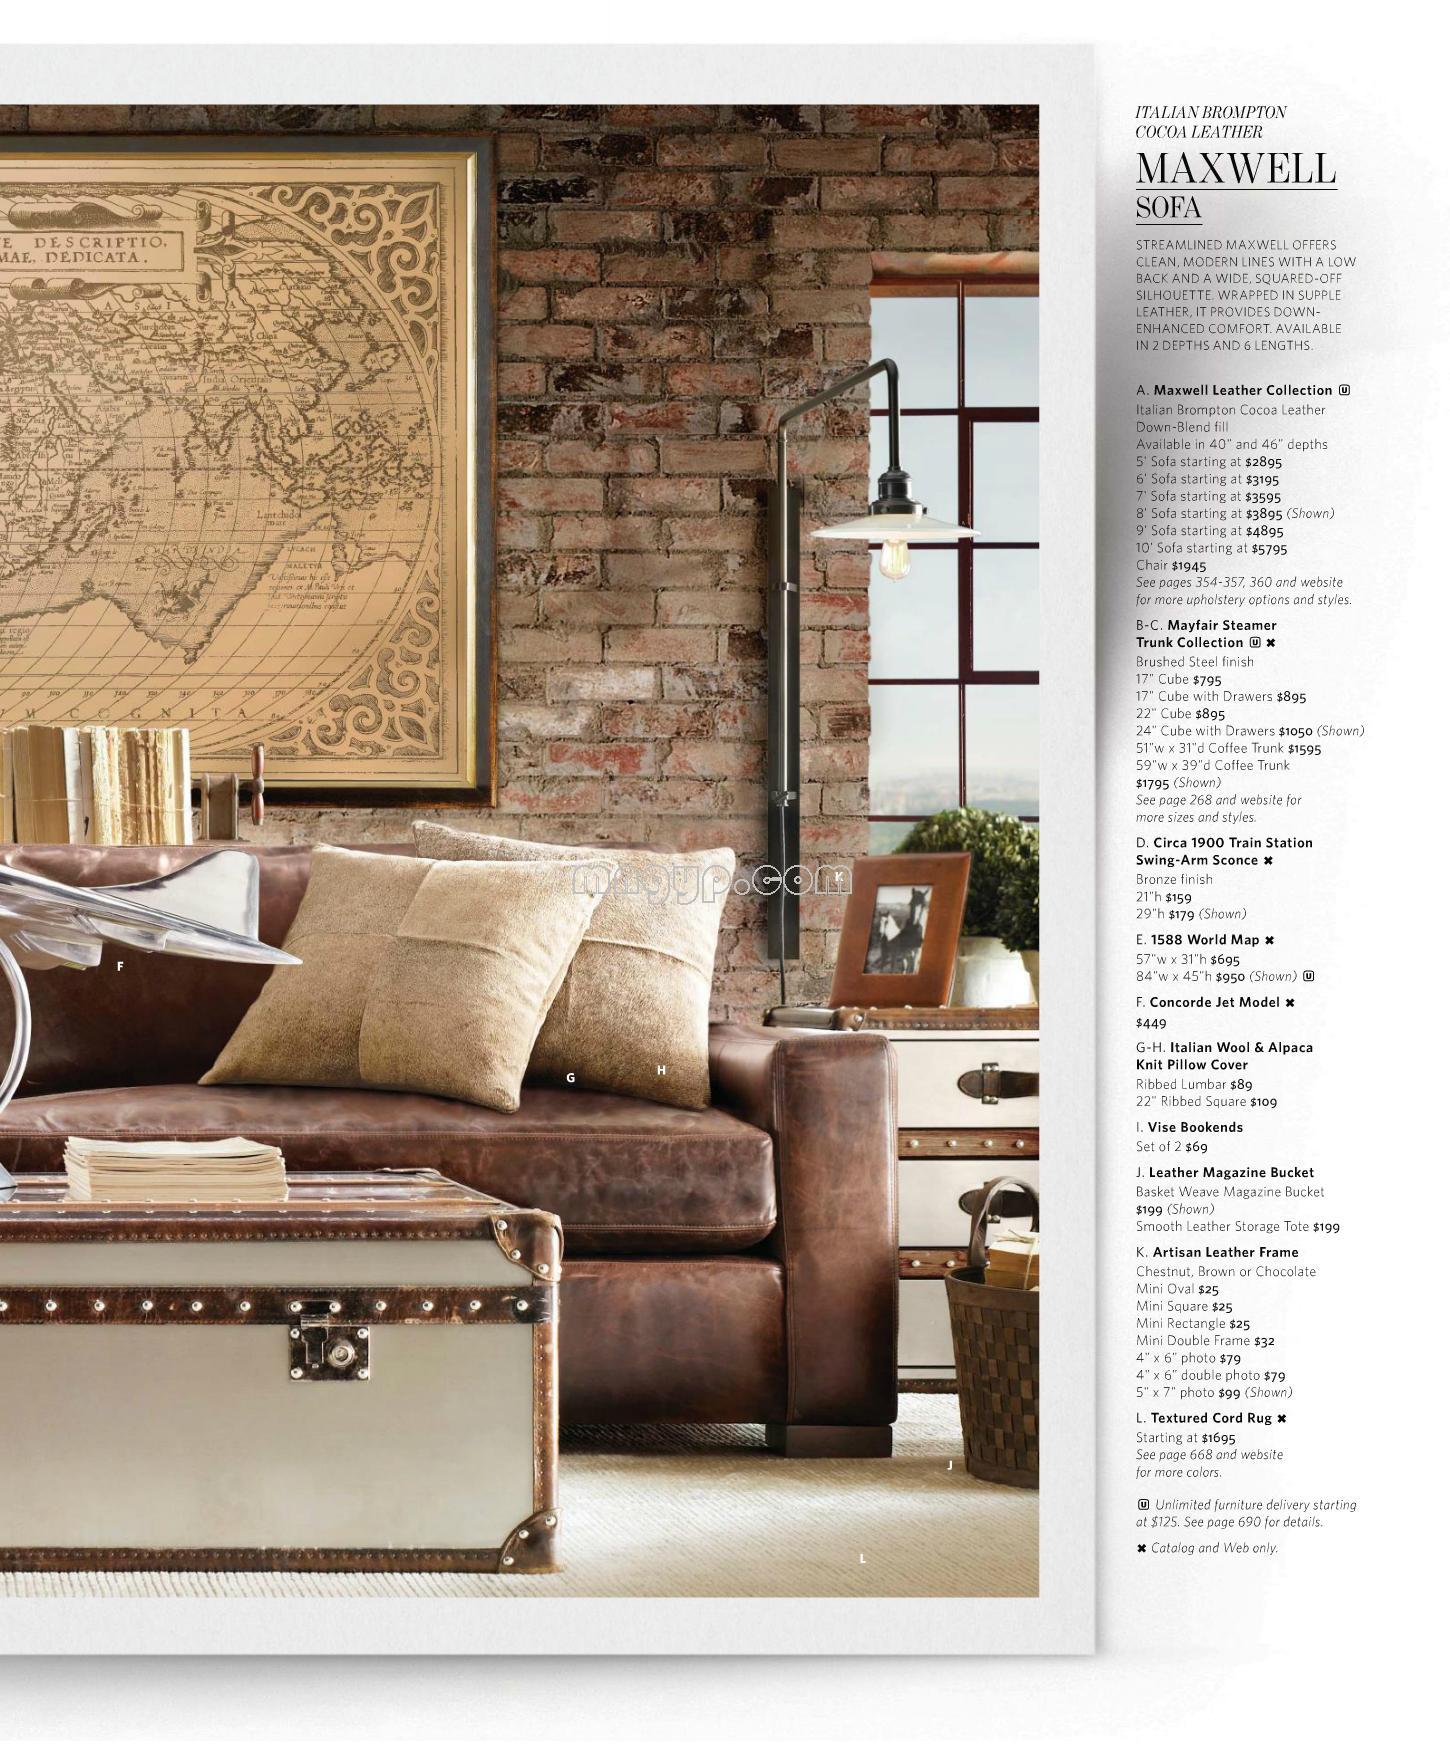 ITALIAN BROMPTON
COCOA LEATHER
MAXWELL
SOFA
STREAMLINED MAXWELL OFFERS
CLEAN, MODERN LINES WITH A LOW
BACK AND A WIDE, SQUARED-OFF
SILHOUETTE. WRAPPED IN SUPPLE
LEATHER, IT PROVIDES DOWN-
ENHANCED COMFORT. AVAILABLE
IN 2 DEPTHS AND 6 LENGTHS.
A. Maxwell Leather Collection U
Italian Brompton Cocoa Leather
Down-Blend fill
Available in 40" and 46" depths
5' Sofa starting at $2895
6' Sofa starting at $3195
7' Sofa starting at $3595
8' Sofa starting at $3895 (Shown)
9' Sofa starting at $4895
10' Sofa starting at $5795
Chair $1945
See pages 354-357, 360 and website
for more upholstery options and styles.
B-C. Mayfair Steamer
Trunk Collection U ✖
Brushed Steel finish
17" Cube $795
17" Cube with Drawers $895
22" Cube $895
24" Cube with Drawers $1050 (Shown)
51"w x 31"d Coffee Trunk $1595
59"w x 39"d Coffee Trunk
$1795 (Shown)
See page 268 and website for
more sizes and styles.
D. Circa 1900 Train Station
Swing-Arm Sconce ✖
Bronze finish
21"h $159
29"h $179 (Shown)
E. 1588 World Map ✖
57"w x 31"h $695
84"w x 45"h $950 (Shown) U
F. Concorde Jet Model ✖
$449
G-H. Italian Wool & Alpaca
Knit Pillow Cover
Ribbed Lumbar $89
22" Ribbed Square $109
I. Vise Bookends
Set of 2 $69
J. Leather Magazine Bucket
Basket Weave Magazine Bucket
$199 (Shown)
Smooth Leather Storage Tote $199
K. Artisan Leather Frame
Chestnut, Brown or Chocolate
Mini Oval $25
Mini Square $25
Mini Rectangle $25
Mini Double Frame $32
4" x 6" photo $79
4" x 6" double photo $79
5" x 7" photo $99 (Shown)
L. Textured Cord Rug ✖
Starting at $1695
See page 668 and website
for more colors.
U Unlimited furniture delivery starting
at $125. See page 690 for details.
✖ Catalog and Web only.
E DESCRIPTIO,
MAE, DEDICATA.
India Orientalis
Lantchidol
mare
BEACH
MALETUR
M COGNITA
magyp.com
K
F
G
H
J
L